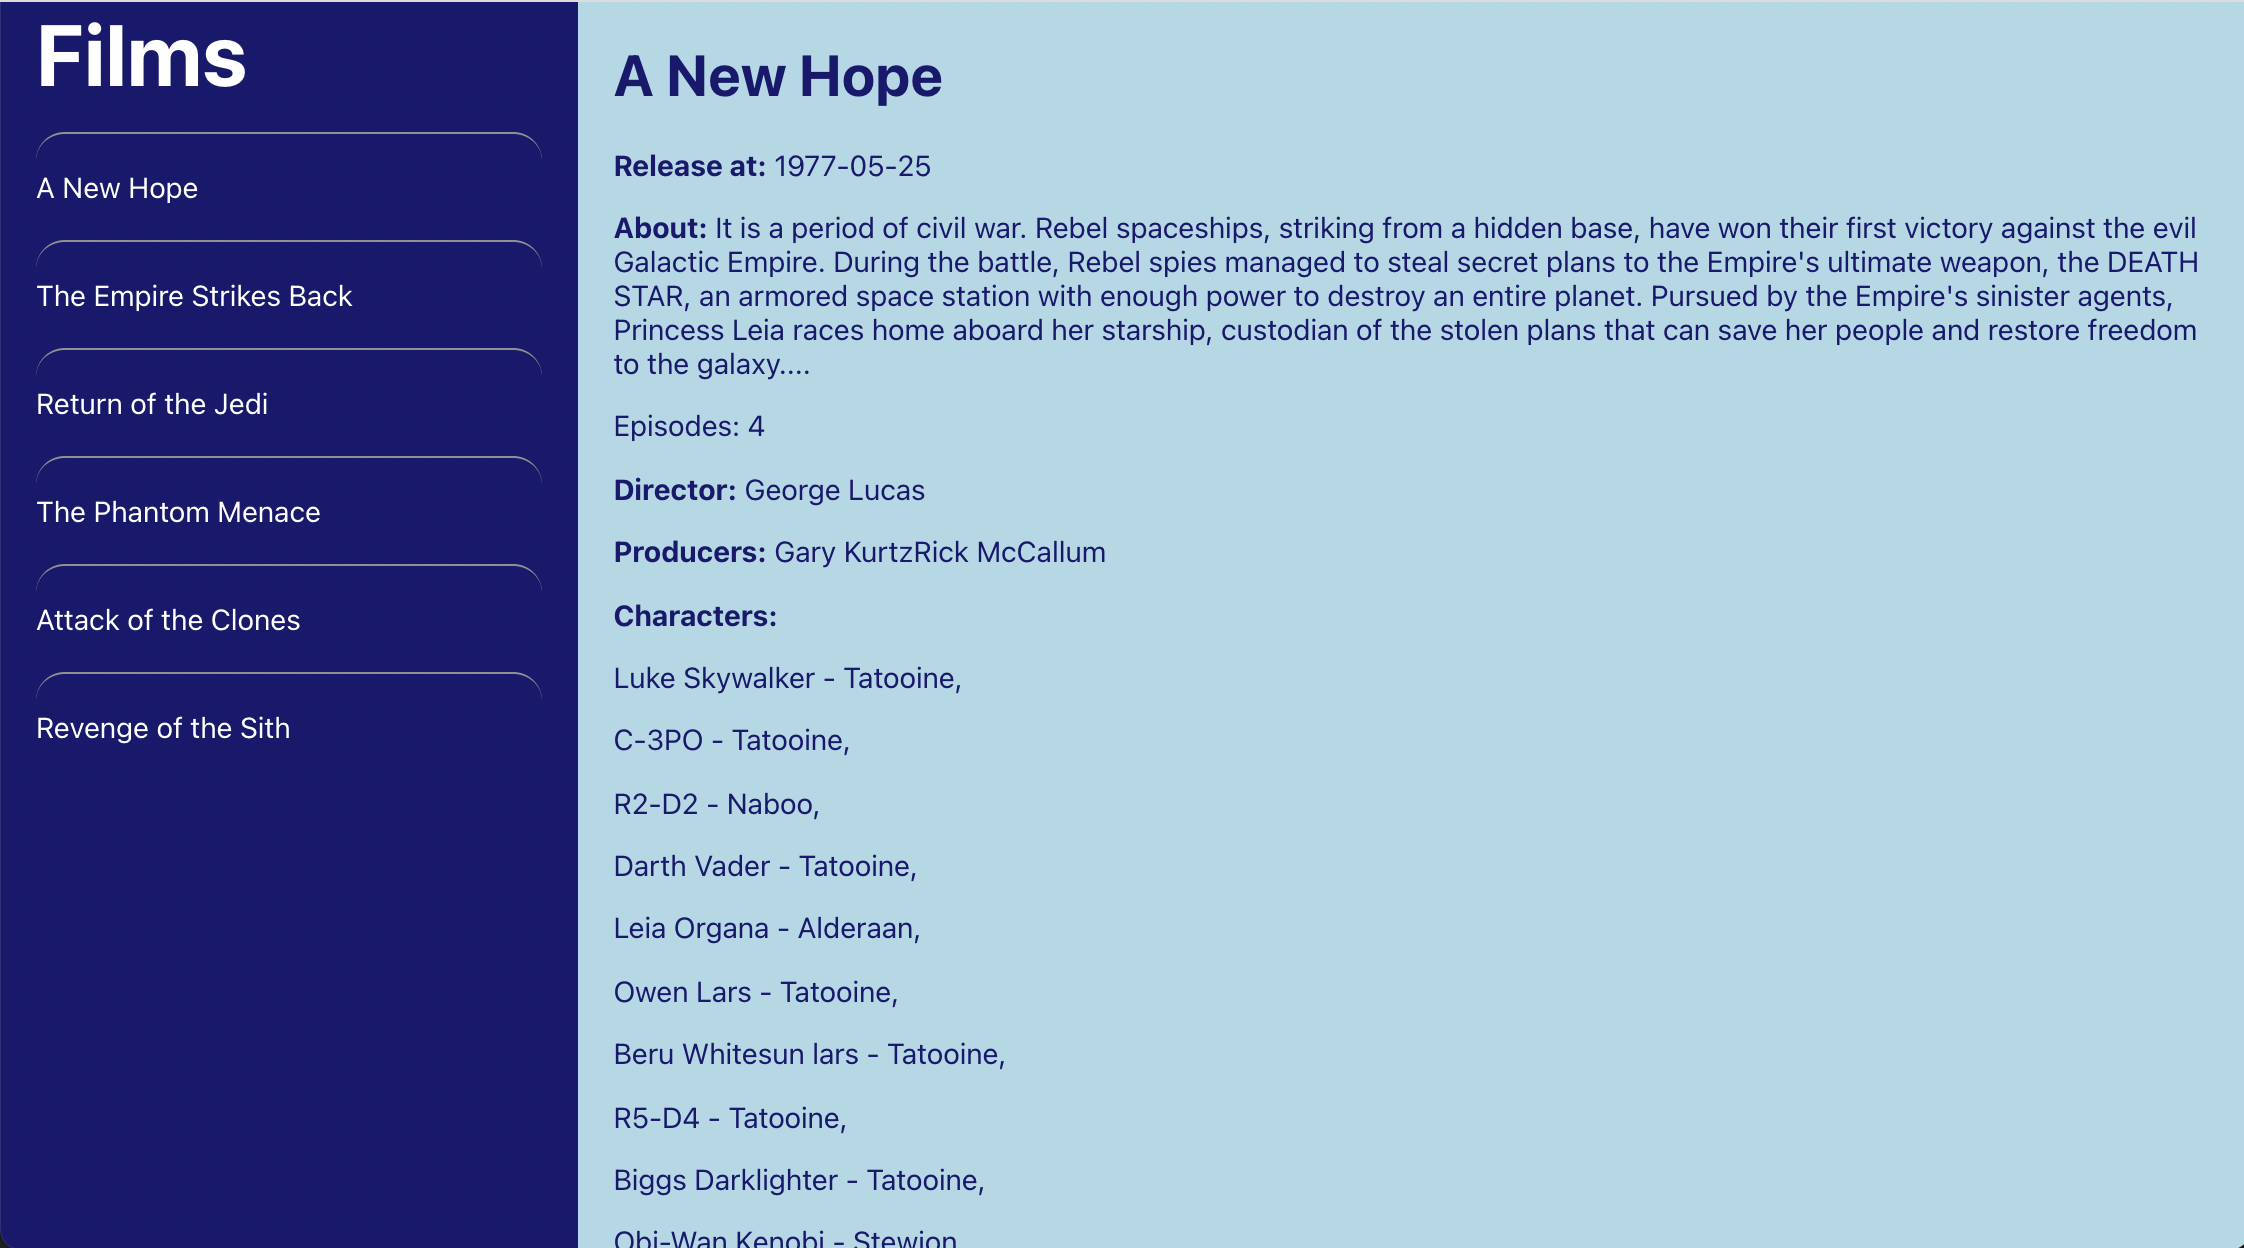 Films
A New Hope
The Empire Strikes Back
Return of the Jedi
The Phantom Menace
Attack of the Clones
Revenge of the Sith
A New Hope
Release at: 1977-05-25
About: It is a period of civil war. Rebel spaceships, striking from a hidden base, have won their first victory against the evil
Galactic Empire. During the battle, Rebel spies managed to steal secret plans to the Empire's ultimate weapon, the DEATH
STAR, an armored space station with enough power to destroy an entire planet. Pursued by the Empire's sinister agents,
Princess Leia races home aboard her starship, custodian of the stolen plans that can save her people and restore freedom
to the galaxy....
Episodes: 4
Director: George Lucas
Producers: Gary KurtzRick McCallum
Characters:
Luke Skywalker - Tatooine,
C-3PO - Tatooine,
R2-D2 - Naboo,
Darth Vader - Tatooine,
Leia Organa - Alderaan,
Owen Lars - Tatooine,
Beru Whitesun lars - Tatooine,
R5-D4 - Tatooine,
Biggs Darklighter - Tatooine,
Obi-Wan Kenobi - Stewjon